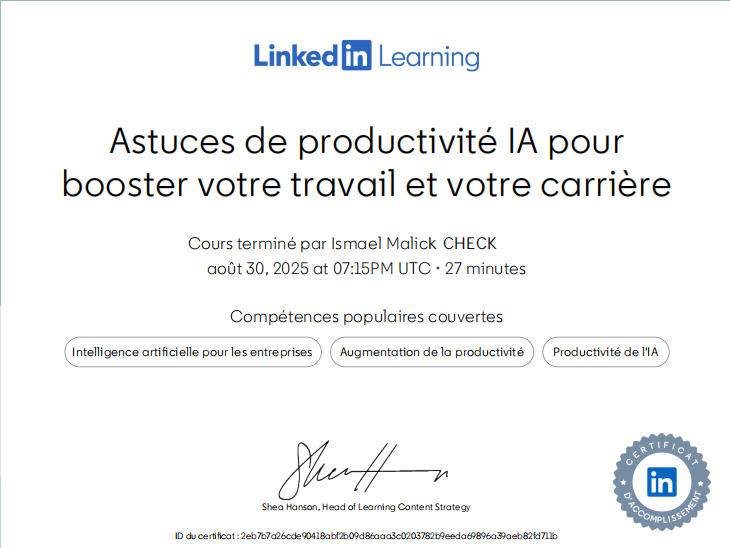 Linked in Learning
Astuces de productivité IA pour
booster votre travail et votre carrière
Cours terminé par Ismael Malick CHECK
août 30, 2025 at 07:15PM UTC • 27 minutes
Compétences populaires couvertes
Intelligence artificielle pour les entreprises
Augmentation de la productivité
Productivité de l'IA
Shea Hanson, Head of Learning Content Strategy
CERTIFICAT
in
D'ACCOMPLISSEMENT
ID du certificat : 2eb7b7a26cde90418abf2b09d86aaa3c0203782b9eeda69896a39aeb82fd711b